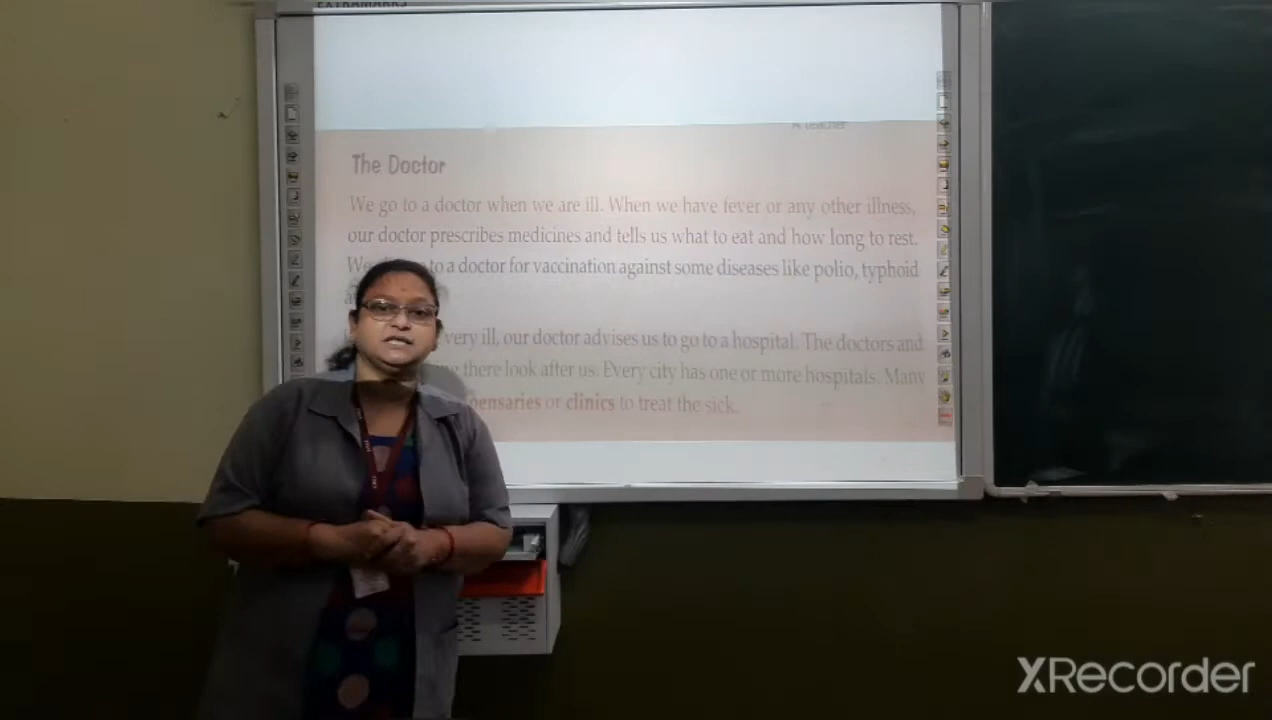 EXTRAMARKS
A teacher
The Doctor
We go to a doctor when we are ill. When we have fever or any other illness,
our doctor prescribes medicines and tells us what to eat and how long to rest.
We to a doctor for vaccination against some diseases like polio, typhoid
very ill, our doctor advises us to go to a hospital. The doctors and
there look after us. Every city has one or more hospitals. Many
pensaries or clinics to treat the sick.
XRecorder